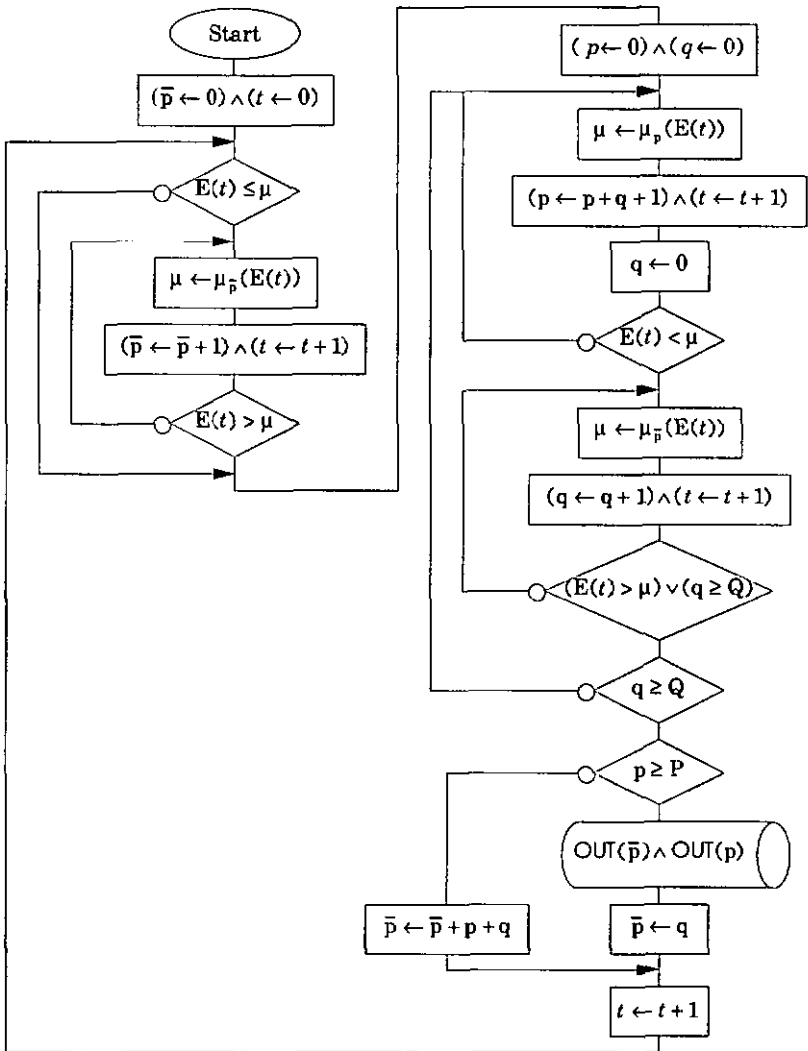 Start
(p̅ ← 0) ∧ (t ← 0)
E(t) ≤ μ
μ ← μ_p̅(E(t))
(p̅ ← p̅ + 1) ∧ (t ← t + 1)
E(t) > μ
(p ← 0) ∧ (q ← 0)
μ ← μ_p(E(t))
(p ← p + q + 1) ∧ (t ← t + 1)
q ← 0
E(t) < μ
μ ← μ_p̅(E(t))
(q ← q + 1) ∧ (t ← t + 1)
(E(t) > μ) ∨ (q ≥ Q)
q ≥ Q
p ≥ P
OUT(p̅) ∧ OUT(p)
p̅ ← p̅ + p + q
p̅ ← q
t ← t + 1